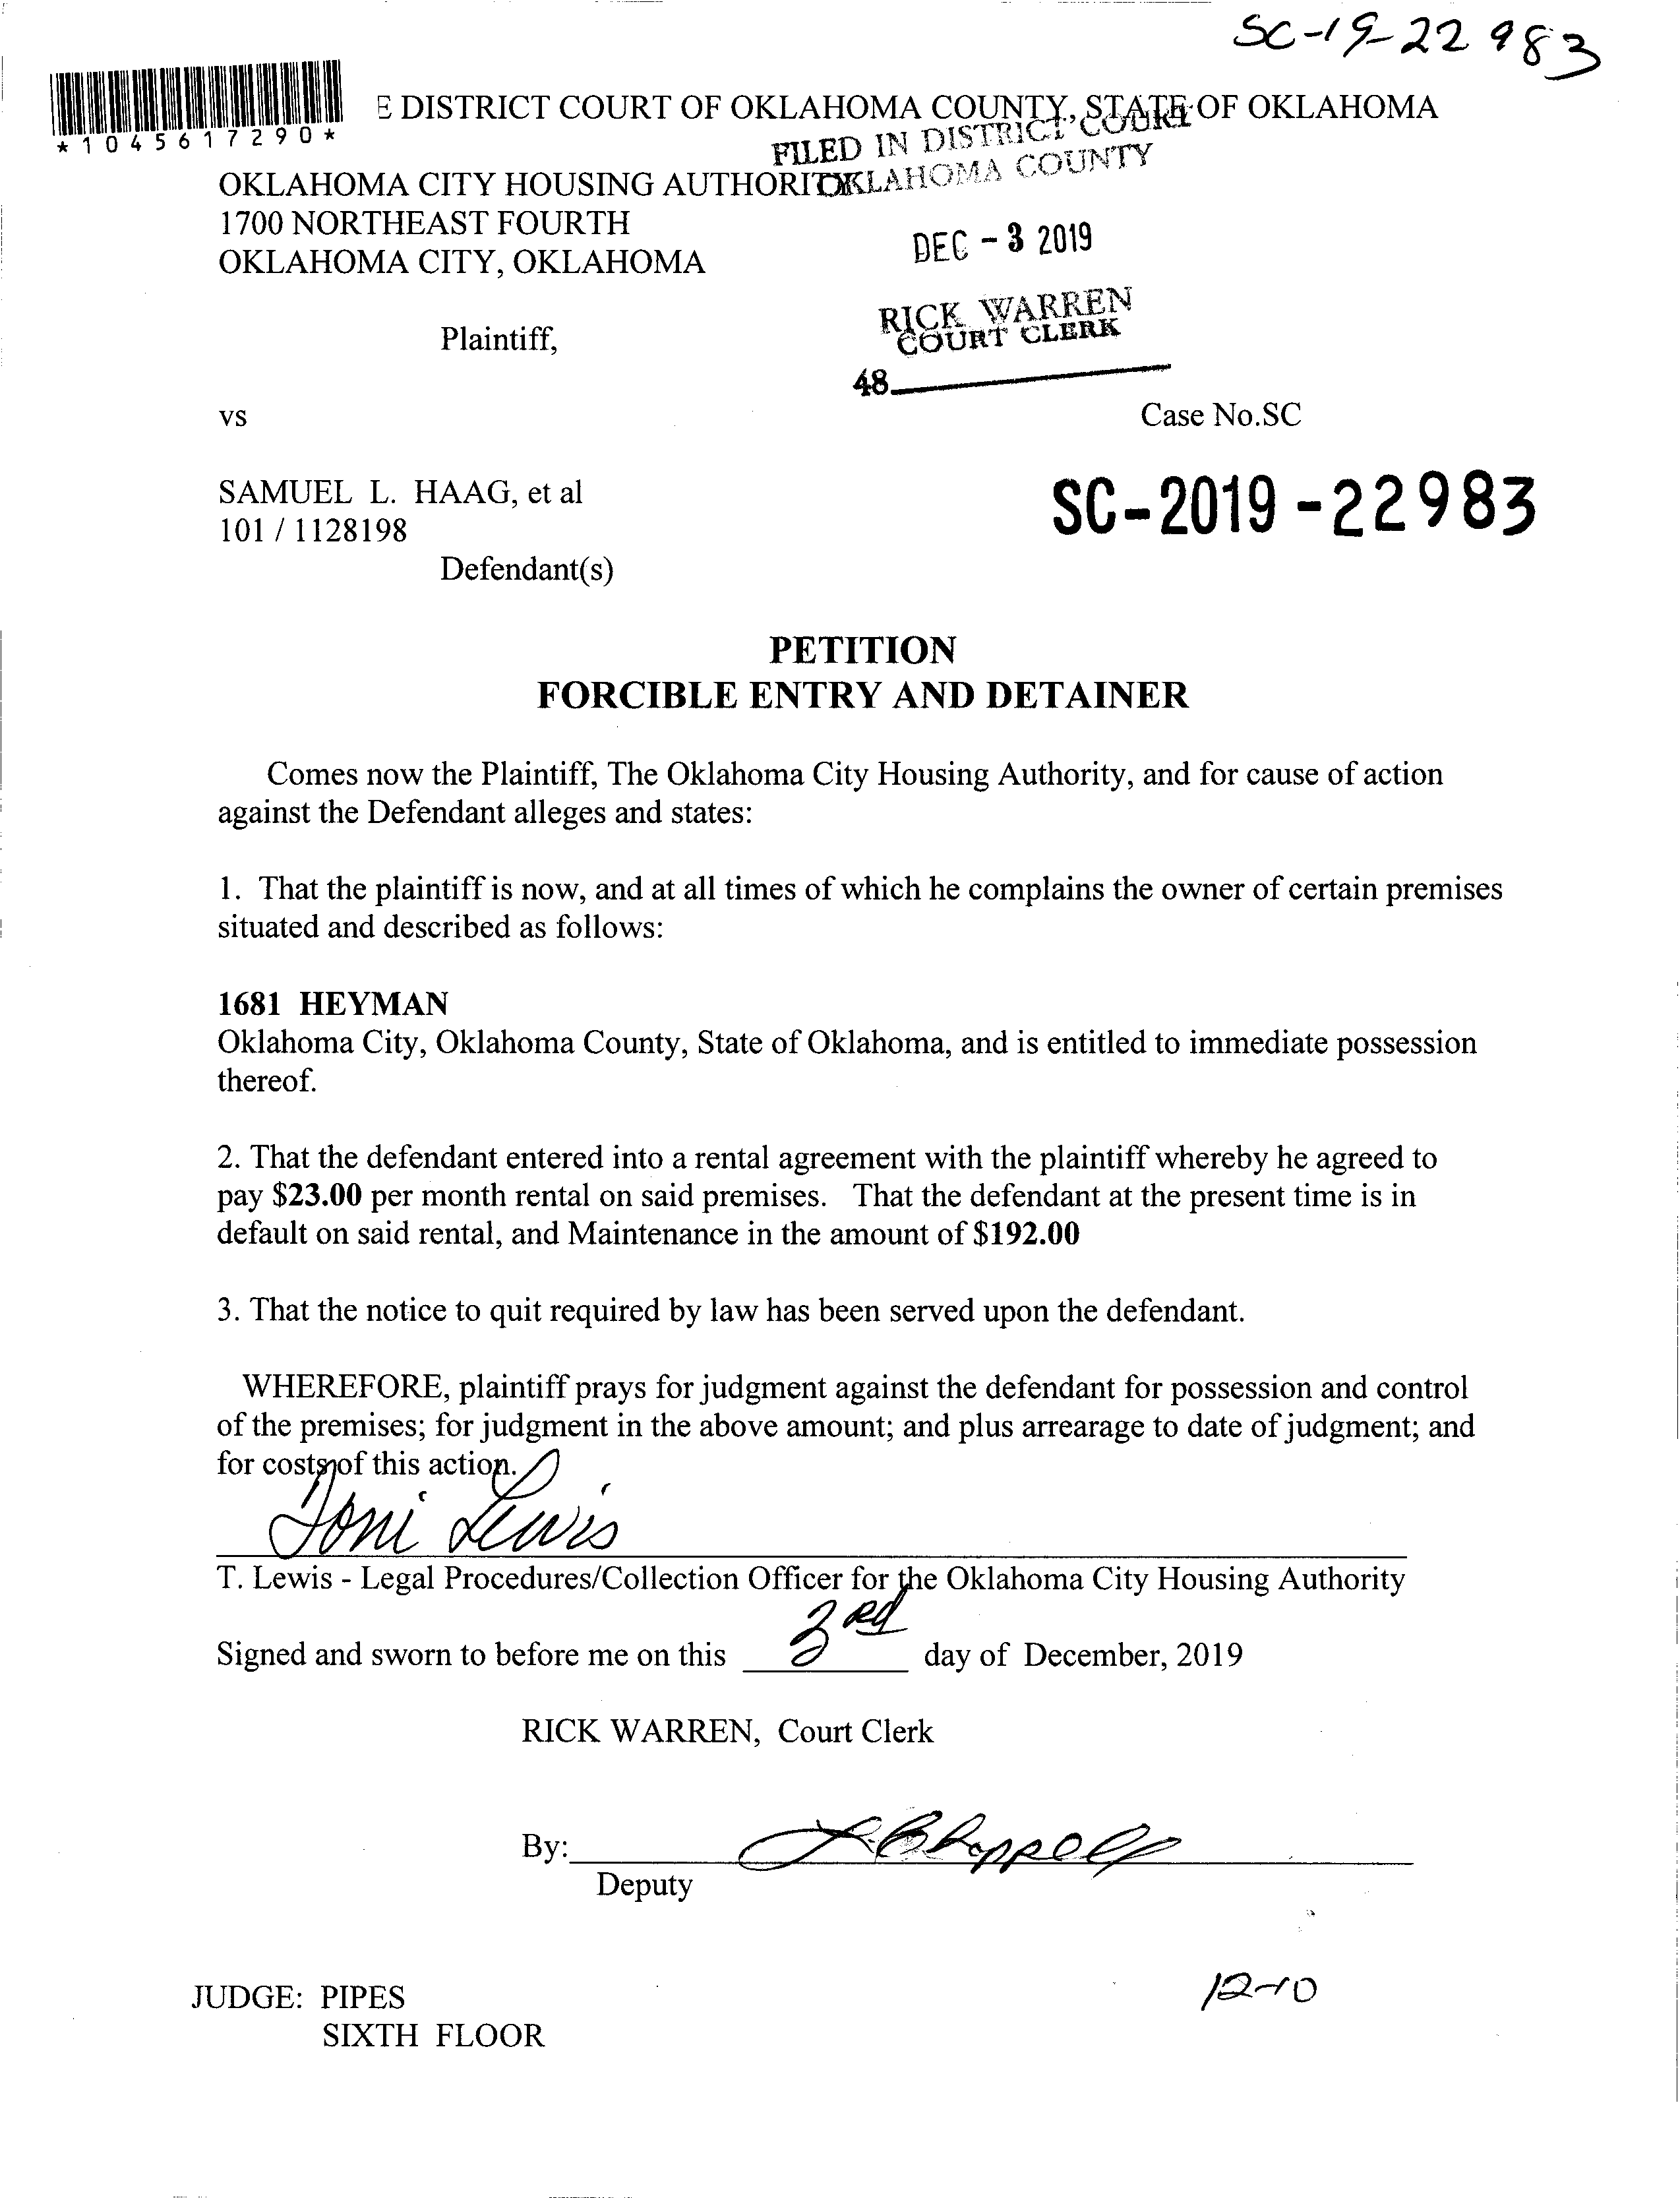 SC-19-22983
*1045617290*
E DISTRICT COURT OF OKLAHOMA COUNTY, STATE OF OKLAHOMA
FILED IN DISTRICT COURT
OKLAHOMA COUNTY
OKLAHOMA CITY HOUSING AUTHORITY
1700 NORTHEAST FOURTH
OKLAHOMA CITY, OKLAHOMA
DEC - 3 2019
Plaintiff,
RICK WARREN
COURT CLERK
48
vs
Case No.SC
SAMUEL L. HAAG, et al
SC-2019-22983
101 / 1128198
Defendant(s)
PETITION
FORCIBLE ENTRY AND DETAINER
Comes now the Plaintiff, The Oklahoma City Housing Authority, and for cause of action
against the Defendant alleges and states:
1. That the plaintiff is now, and at all times of which he complains the owner of certain premises
situated and described as follows:
1681 HEYMAN
Oklahoma City, Oklahoma County, State of Oklahoma, and is entitled to immediate possession
thereof.
2. That the defendant entered into a rental agreement with the plaintiff whereby he agreed to
pay $23.00 per month rental on said premises. That the defendant at the present time is in
default on said rental, and Maintenance in the amount of $192.00
3. That the notice to quit required by law has been served upon the defendant.
WHEREFORE, plaintiff prays for judgment against the defendant for possession and control
of the premises; for judgment in the above amount; and plus arrearage to date of judgment; and
for costs of this action.
Toni Lewis
T. Lewis - Legal Procedures/Collection Officer for the Oklahoma City Housing Authority
Signed and sworn to before me on this 3rd day of December, 2019
RICK WARREN, Court Clerk
By:
Deputy
JUDGE: PIPES
12-10
SIXTH FLOOR